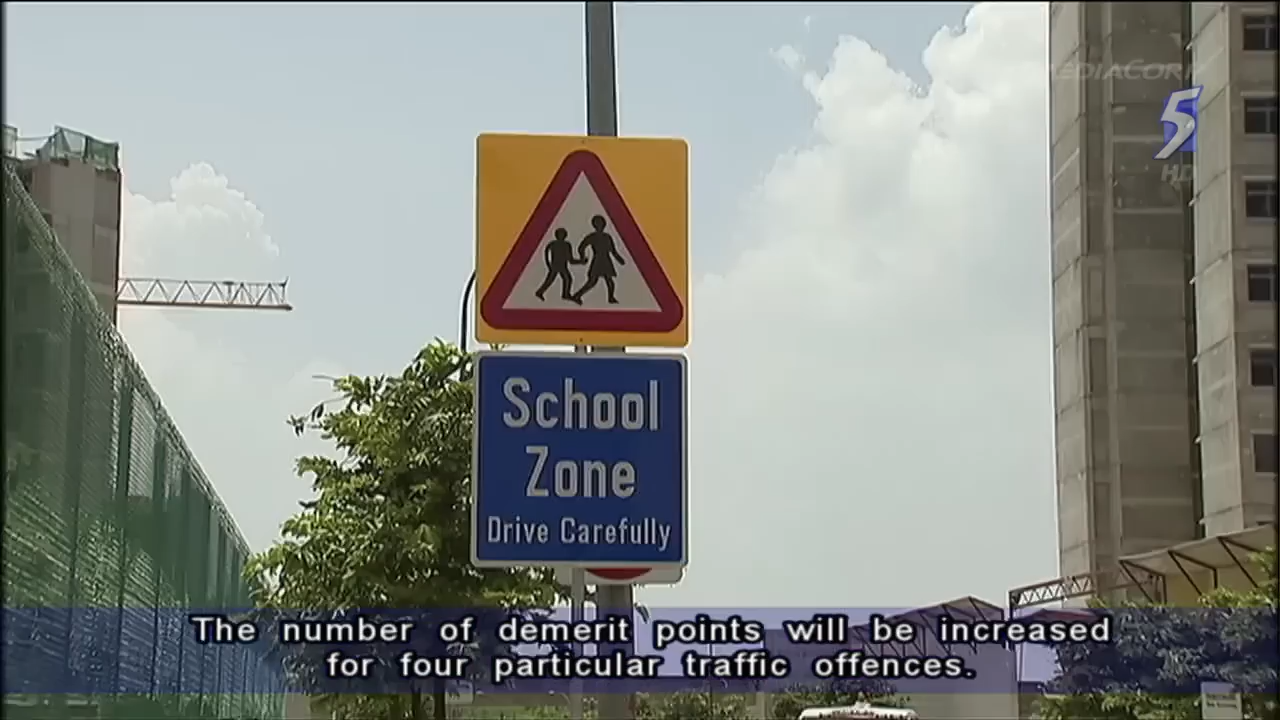 MEDIACORP
5
HD
School
Zone
Drive Carefully
The number of demerit points will be increased
for four particular traffic offences.